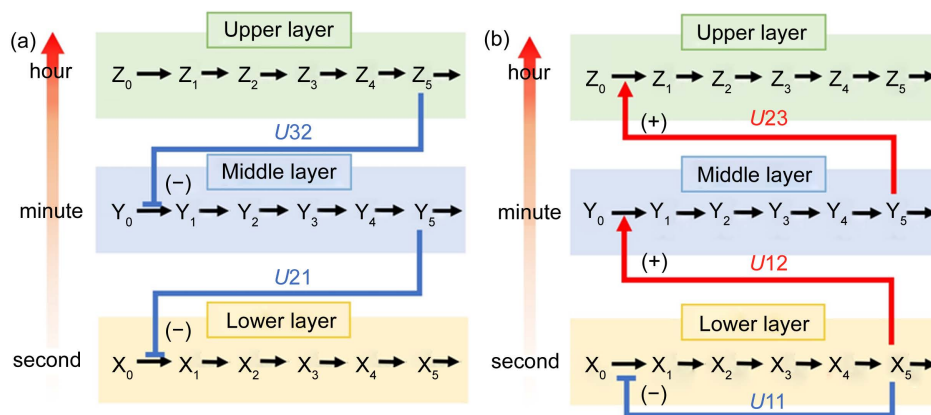 (a)
Upper layer
hour
Z0 Z1 Z2 Z3 Z4 Z5
U32
(−)
Middle layer
minute
Y0 Y1 Y2 Y3 Y4 Y5
U21
(−)
Lower layer
second
X0 X1 X2 X3 X4 X5
(b)
Upper layer
hour
Z0 Z1 Z2 Z3 Z4 Z5
(+)
U23
Middle layer
minute
Y0 Y1 Y2 Y3 Y4 Y5
(+)
U12
Lower layer
second
X0 X1 X2 X3 X4 X5
(−)
U11